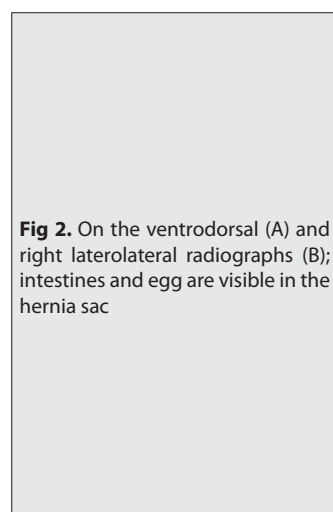 Fig 2. On the ventrodorsal (A) and
right laterolateral radiographs (B);
intestines and egg are visible in the
hernia sac